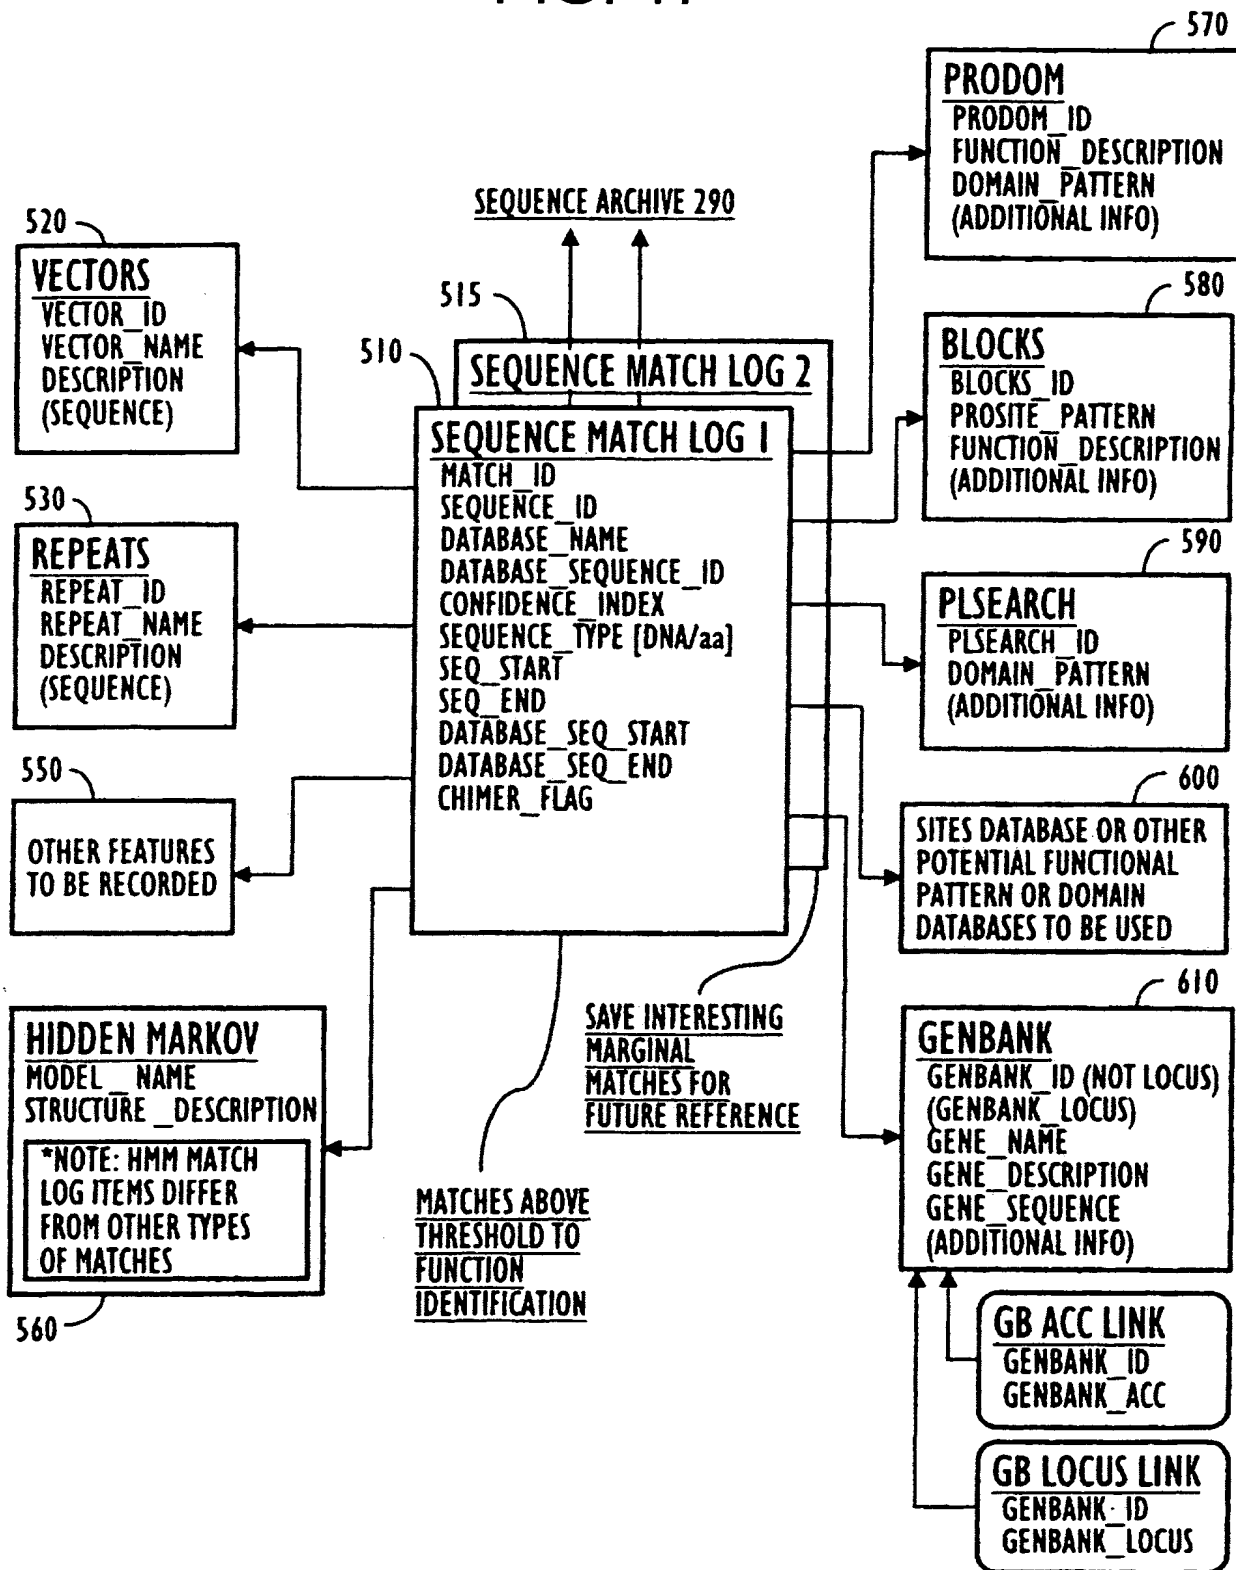 570
PRODOM
PRODOM_ID
FUNCTION_DESCRIPTION
DOMAIN_PATTERN
(ADDITIONAL INFO)
SEQUENCE ARCHIVE 290
520
VECTORS
VECTOR_ID
VECTOR_NAME
DESCRIPTION
(SEQUENCE)
515
SEQUENCE MATCH LOG 2
510
SEQUENCE MATCH LOG 1
MATCH_ID
SEQUENCE_ID
DATABASE_NAME
DATABASE_SEQUENCE_ID
CONFIDENCE_INDEX
SEQUENCE_TYPE [DNA/aa]
SEQ_START
SEQ_END
DATABASE_SEQ_START
DATABASE_SEQ_END
CHIMER_FLAG
580
BLOCKS
BLOCKS_ID
PROSITE_PATTERN
FUNCTION_DESCRIPTION
(ADDITIONAL INFO)
530
REPEATS
REPEAT_ID
REPEAT_NAME
DESCRIPTION
(SEQUENCE)
590
PLSEARCH
PLSEARCH_ID
DOMAIN_PATTERN
(ADDITIONAL INFO)
550
OTHER FEATURES
TO BE RECORDED
600
SITES DATABASE OR OTHER
POTENTIAL FUNCTIONAL
PATTERN OR DOMAIN
DATABASES TO BE USED
HIDDEN MARKOV
MODEL_NAME
STRUCTURE_DESCRIPTION
*NOTE: HMM MATCH
LOG ITEMS DIFFER
FROM OTHER TYPES
OF MATCHES
560
MATCHES ABOVE
THRESHOLD TO
FUNCTION
IDENTIFICATION
SAVE INTERESTING
MARGINAL
MATCHES FOR
FUTURE REFERENCE
610
GENBANK
GENBANK_ID (NOT LOCUS)
(GENBANK_LOCUS)
GENE_NAME
GENE_DESCRIPTION
GENE_SEQUENCE
(ADDITIONAL INFO)
GB ACC LINK
GENBANK_ID
GENBANK_ACC
GB LOCUS LINK
GENBANK_ID
GENBANK_LOCUS